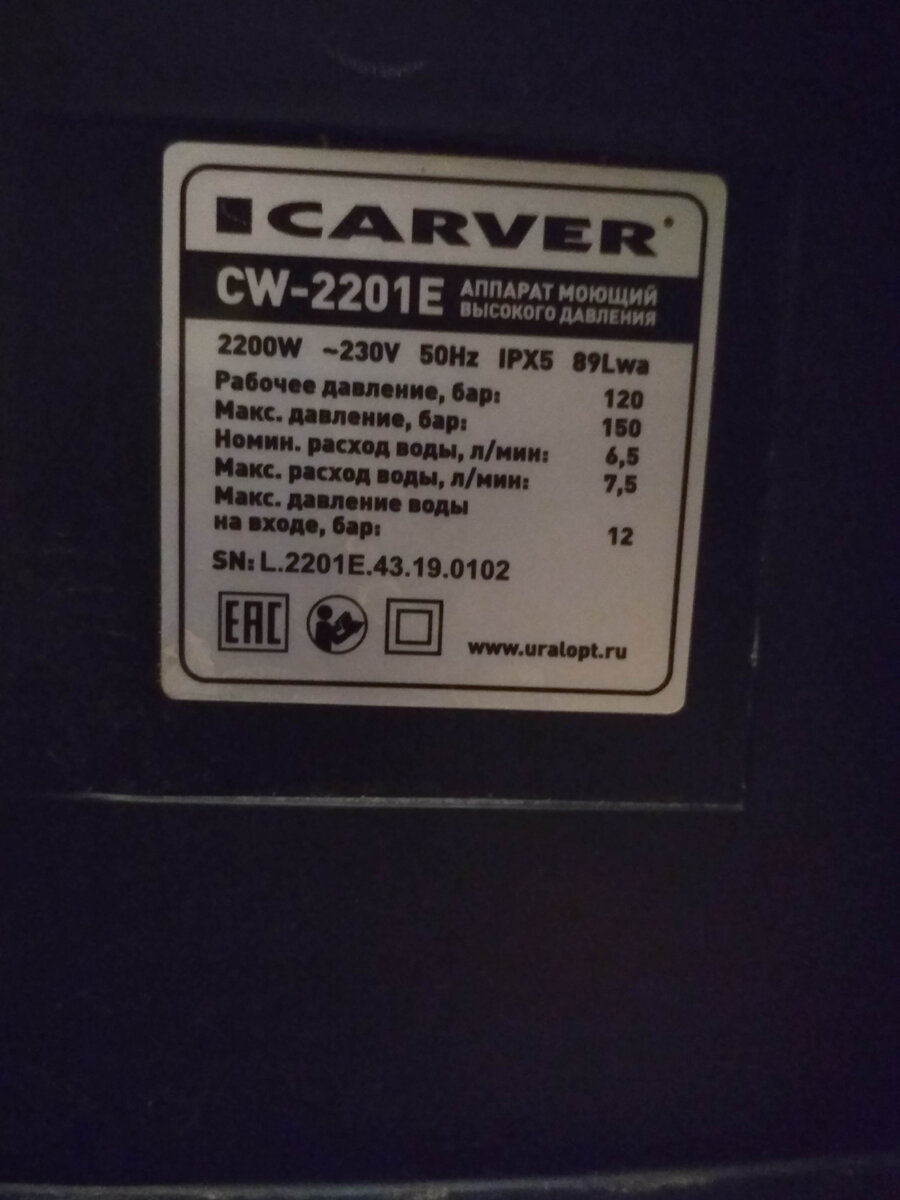 CARVER
CW-2201E АППАРАТ МОЮЩИЙ
ВЫСОКОГО ДАВЛЕНИЯ
2200W ~230V 50Hz IPX5 89Lwa
Рабочее давление, бар: 120
Макс. давление, бар: 150
Номин. расход воды, л/мин: 6,5
Макс. расход воды, л/мин: 7,5
Макс. давление воды
на входе, бар: 12
SN: L.2201E.43.19.0102
EAC www.uralopt.ru